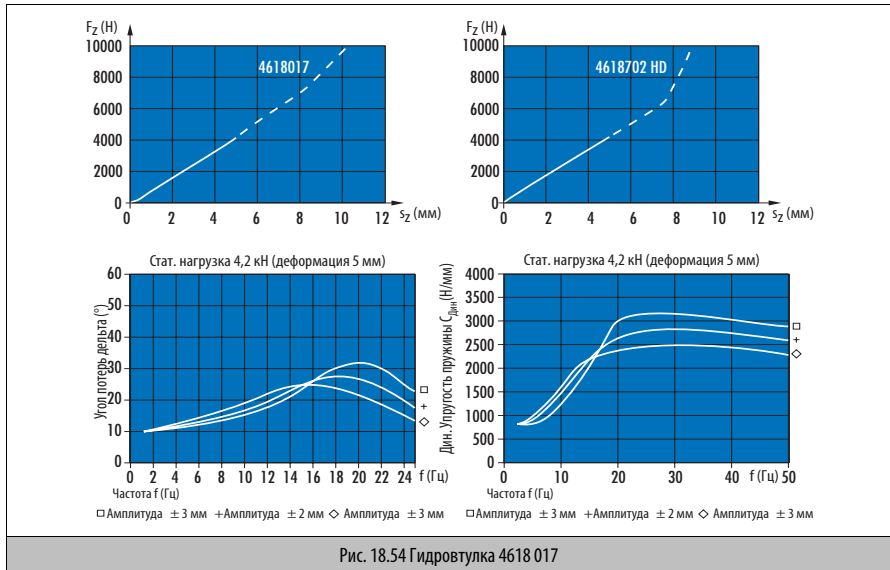 Fz (Н)
10000
8000
6000
4000
2000
0
4618017
0 2 4 6 8 10 12
sz (мм)
Fz (Н)
10000
8000
6000
4000
2000
0
4618702 HD
0 2 4 6 8 10 12
sz (мм)
Стат. нагрузка 4,2 кН (деформация 5 мм)
Угол потерь дельта (°)
60
50
40
30
20
10
0
0 2 4 6 8 10 12 14 16 18 20 22 24
f (Гц)
Частота f (Гц)
□ Амплитуда ± 3 мм +Амплитуда ± 2 мм ◇ Амплитуда ± 3 мм
□
+
◇
Стат. нагрузка 4,2 кН (деформация 5 мм)
Дин. Упругость пружины CДин (Н/мм)
4000
3500
3000
2500
2000
1500
1000
500
0
0 10 20 30 40 50
f (Гц)
Частота f (Гц)
□Амплитуда ± 3 мм +Амплитуда ± 2 мм ◇ Амплитуда ± 3 мм
□
+
◇
Рис. 18.54 Гидровтулка 4618 017